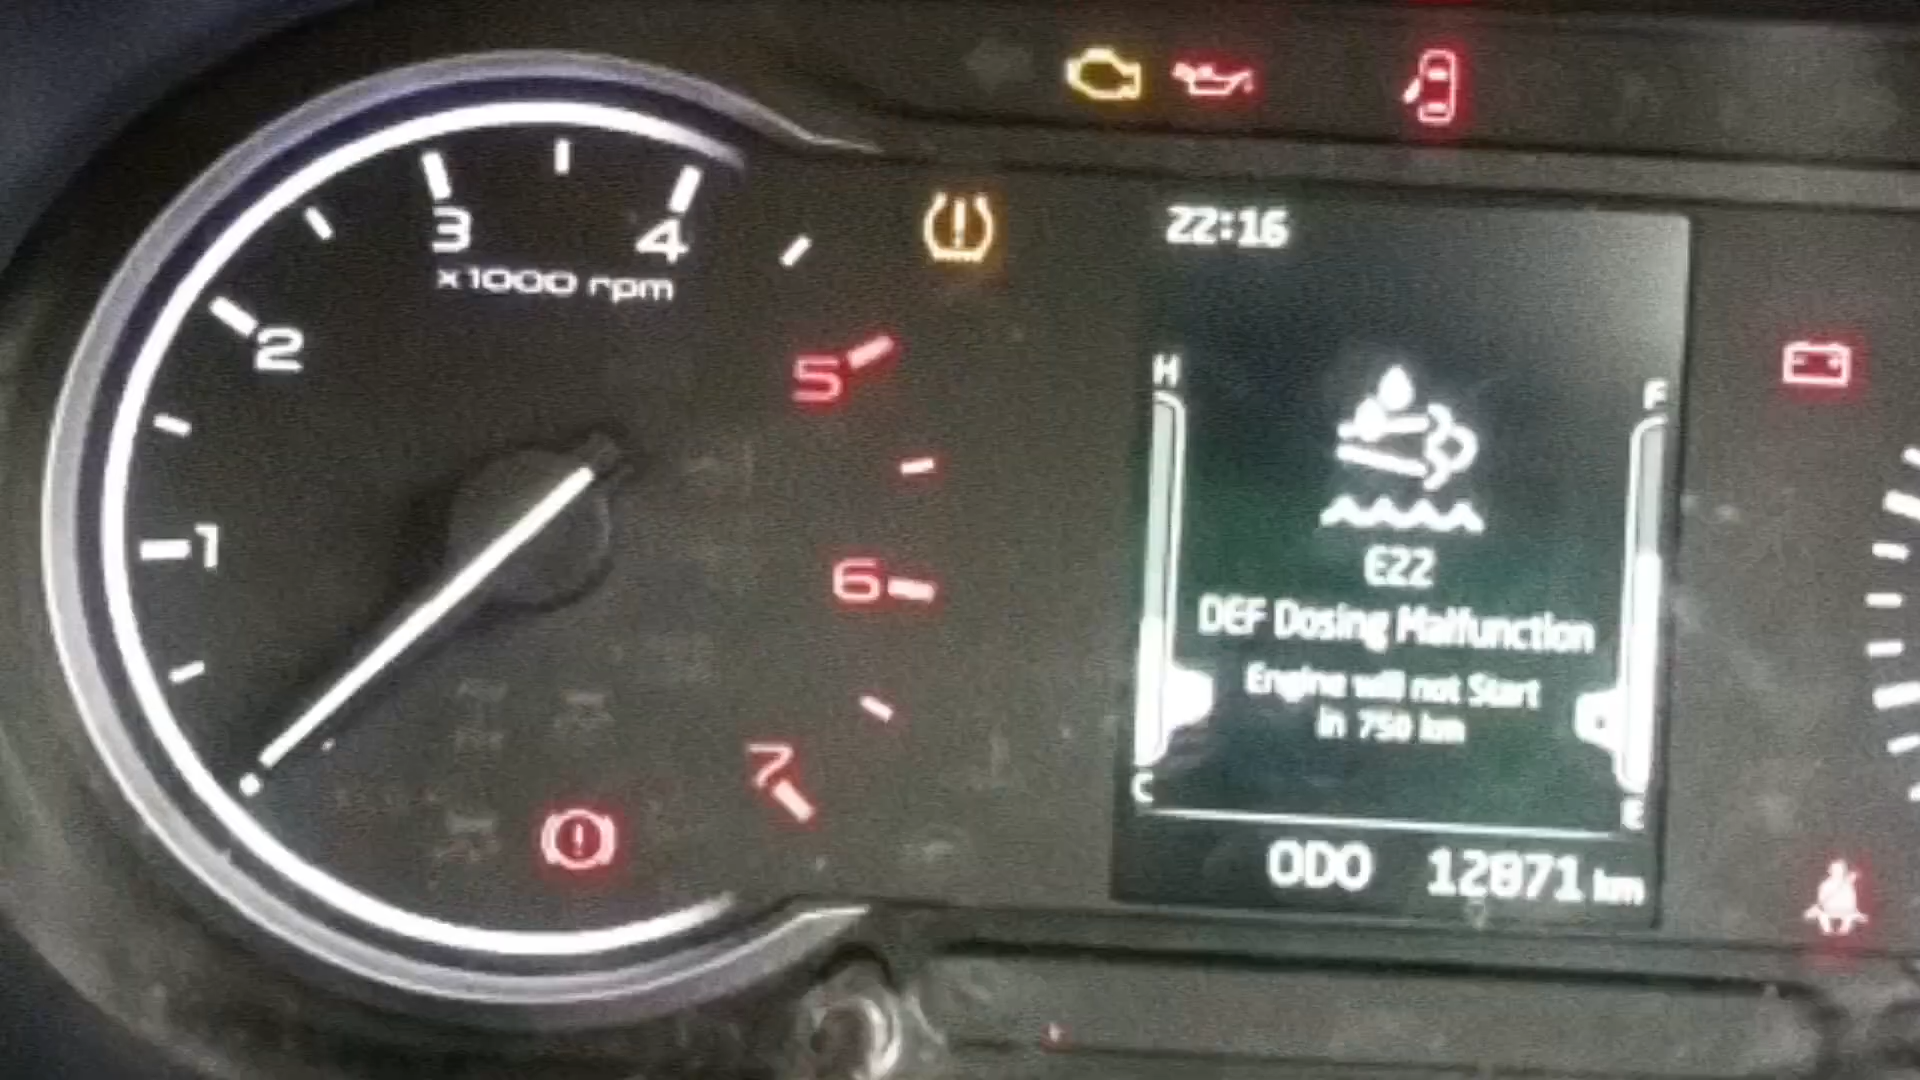 3
4
x1000 rpm
2
5
1
6
7
22:16
H
F
E22
DEF Dosing Malfunction
Engine will not Start
in 750 km
C
E
ODO 12871 km